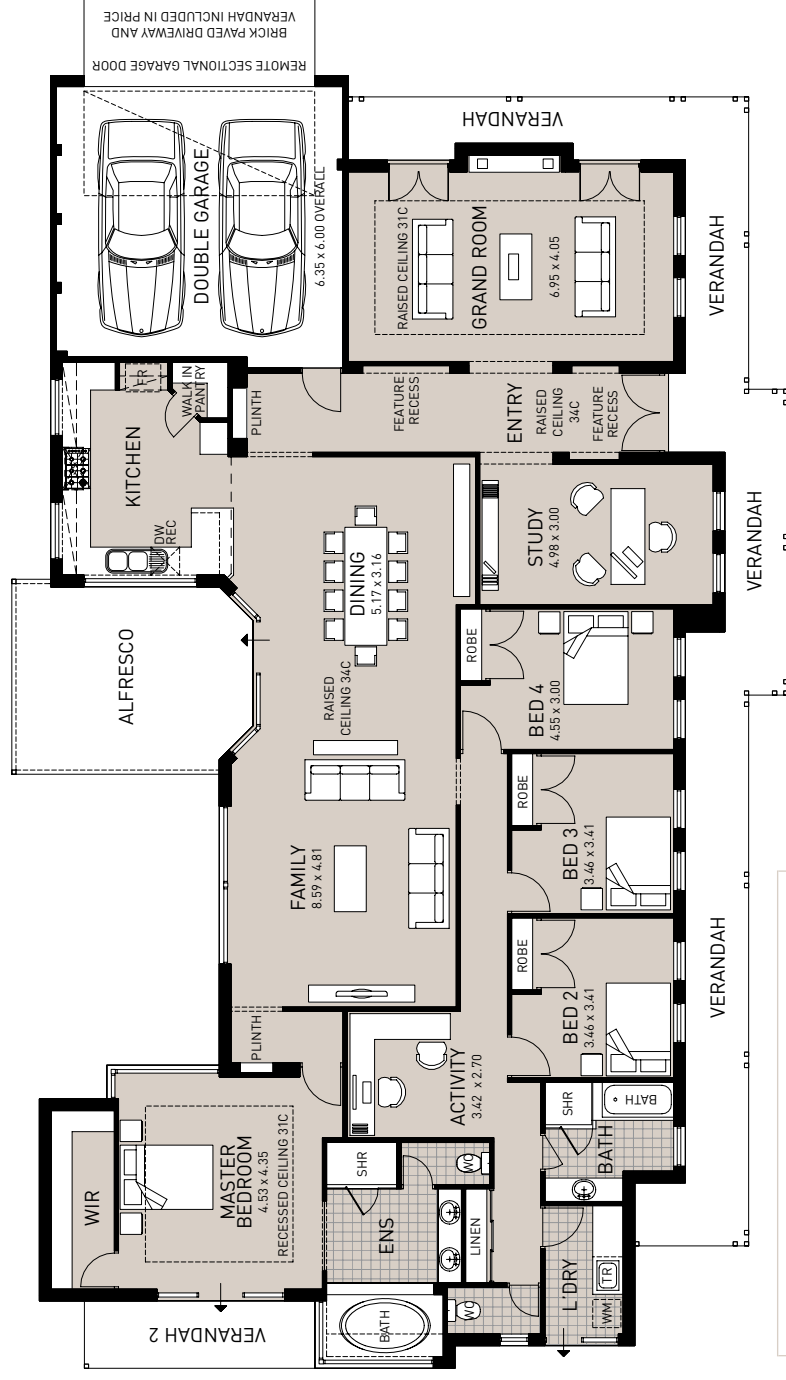 BRICK PAVED DRIVEWAY AND
VERANDAH INCLUDED IN PRICE
REMOTE SECTIONAL GARAGE DOOR
VERANDAH
DOUBLE GARAGE
6.35 x 6.00 OVERALL
RAISED CEILING 31C
GRAND ROOM
6.95 x 4.05
VERANDAH
FR
WALK IN
PANTRY
KITCHEN
DW
REC
PLINTH
FEATURE
RECESS
ENTRY
RAISED
CEILING
34C
FEATURE
RECESS
STUDY
4.98 x 3.00
VERANDAH
DINING
5.17 x 3.16
ALFRESCO
RAISED
CEILING 34C
ROBE
BED 4
4.55 x 3.00
FAMILY
8.59 x 4.81
ROBE
BED 3
3.46 x 3.41
ROBE
BED 2
3.46 x 3.41
VERANDAH
PLINTH
ACTIVITY
3.42 x 2.70
WIR
MASTER
BEDROOM
4.53 x 4.35
RECESSED CEILING 31C
SHR
WC
ENS
LINEN
SHR
BATH
BATH
VERANDAH 2
BATH
WC
L'DRY
TR
WM